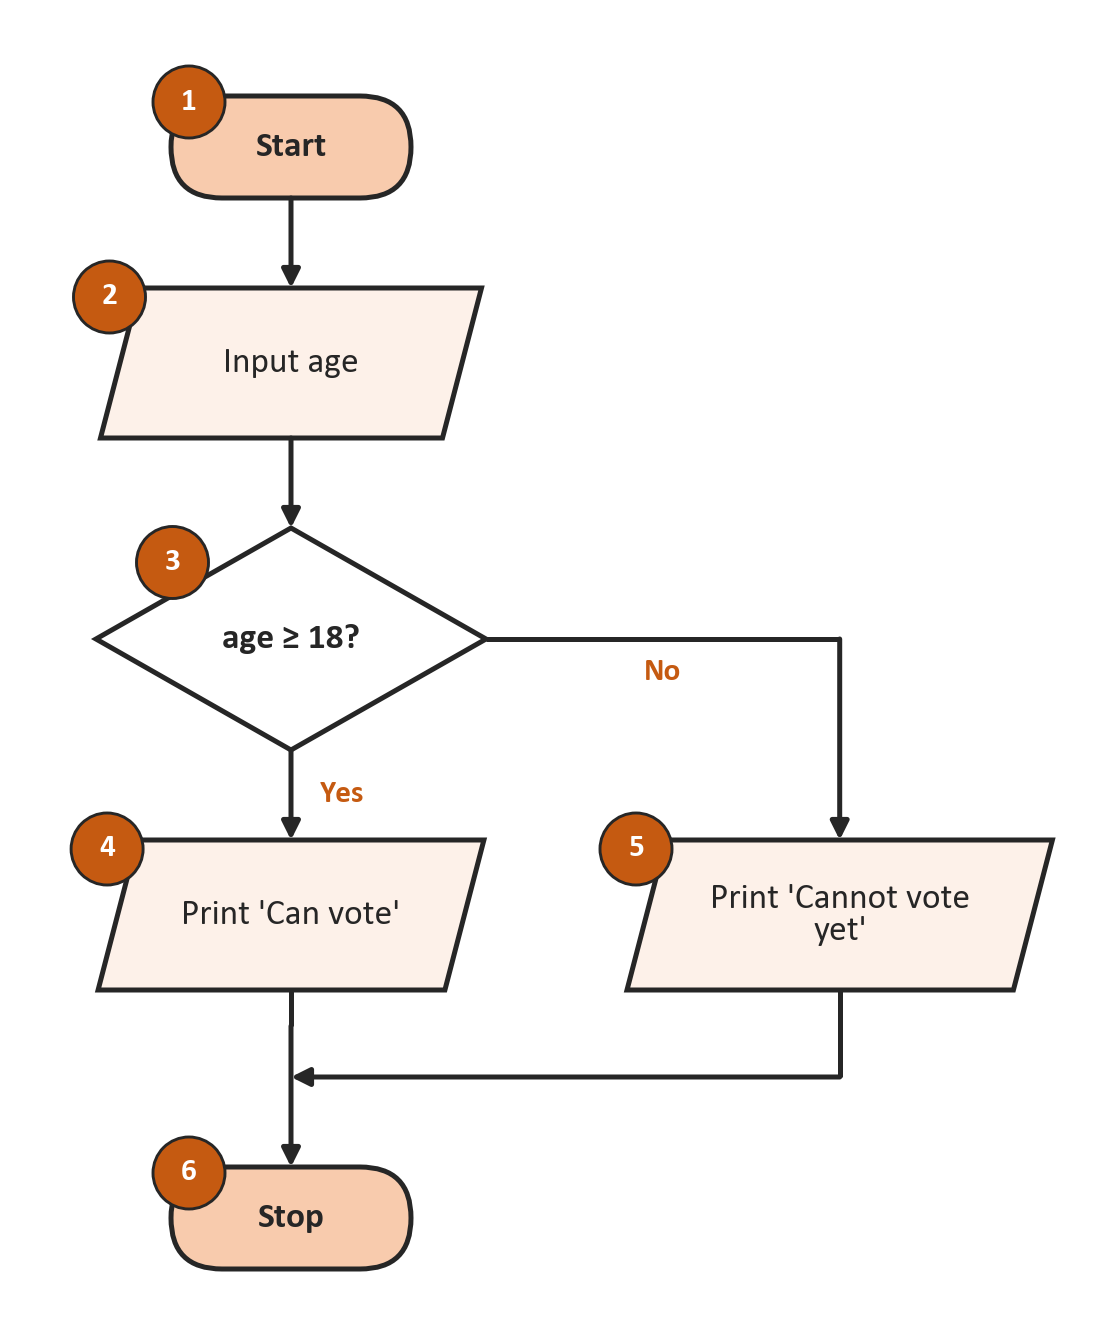 1
Start
2
Input age
3
age ≥ 18?
No
Yes
4
Print 'Can vote'
5
Print 'Cannot vote
yet'
6
Stop